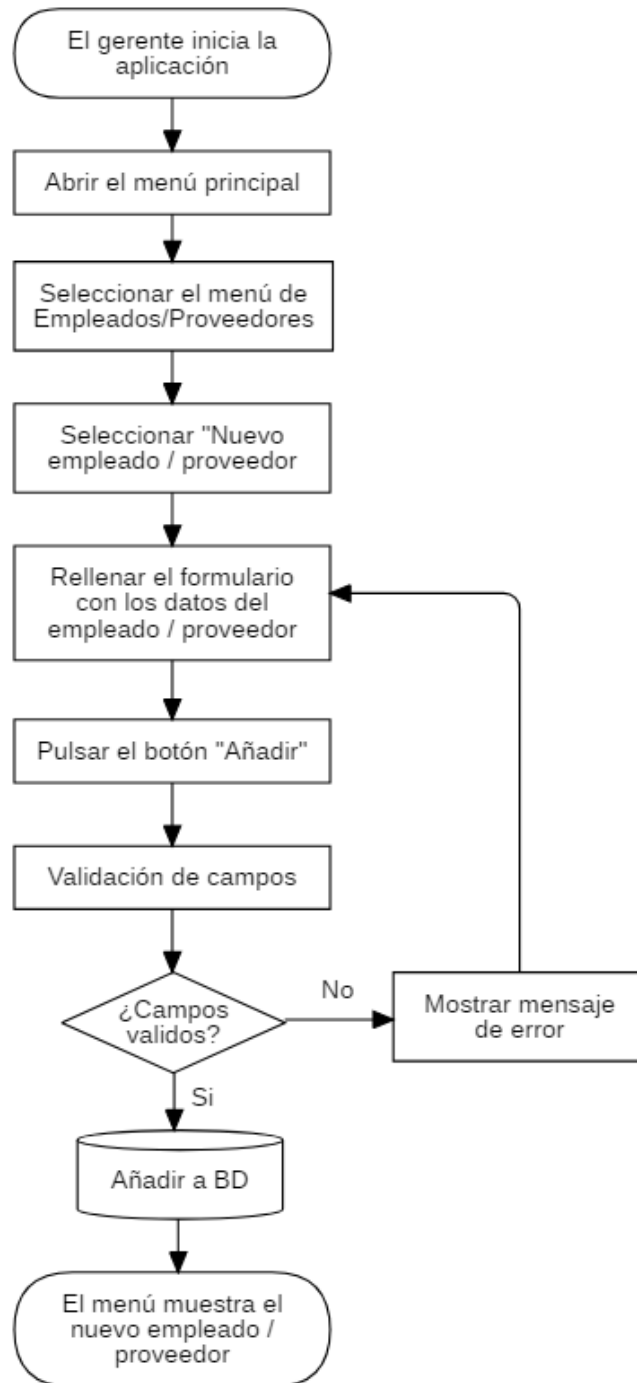 El gerente inicia la
aplicación
Abrir el menú principal
Seleccionar el menú de
Empleados/Proveedores
Seleccionar "Nuevo
empleado / proveedor
Rellenar el formulario
con los datos del
empleado / proveedor
Pulsar el botón "Añadir"
Validación de campos
¿Campos
validos?
No
Mostrar mensaje
de error
Si
Añadir a BD
El menú muestra el
nuevo empleado /
proveedor